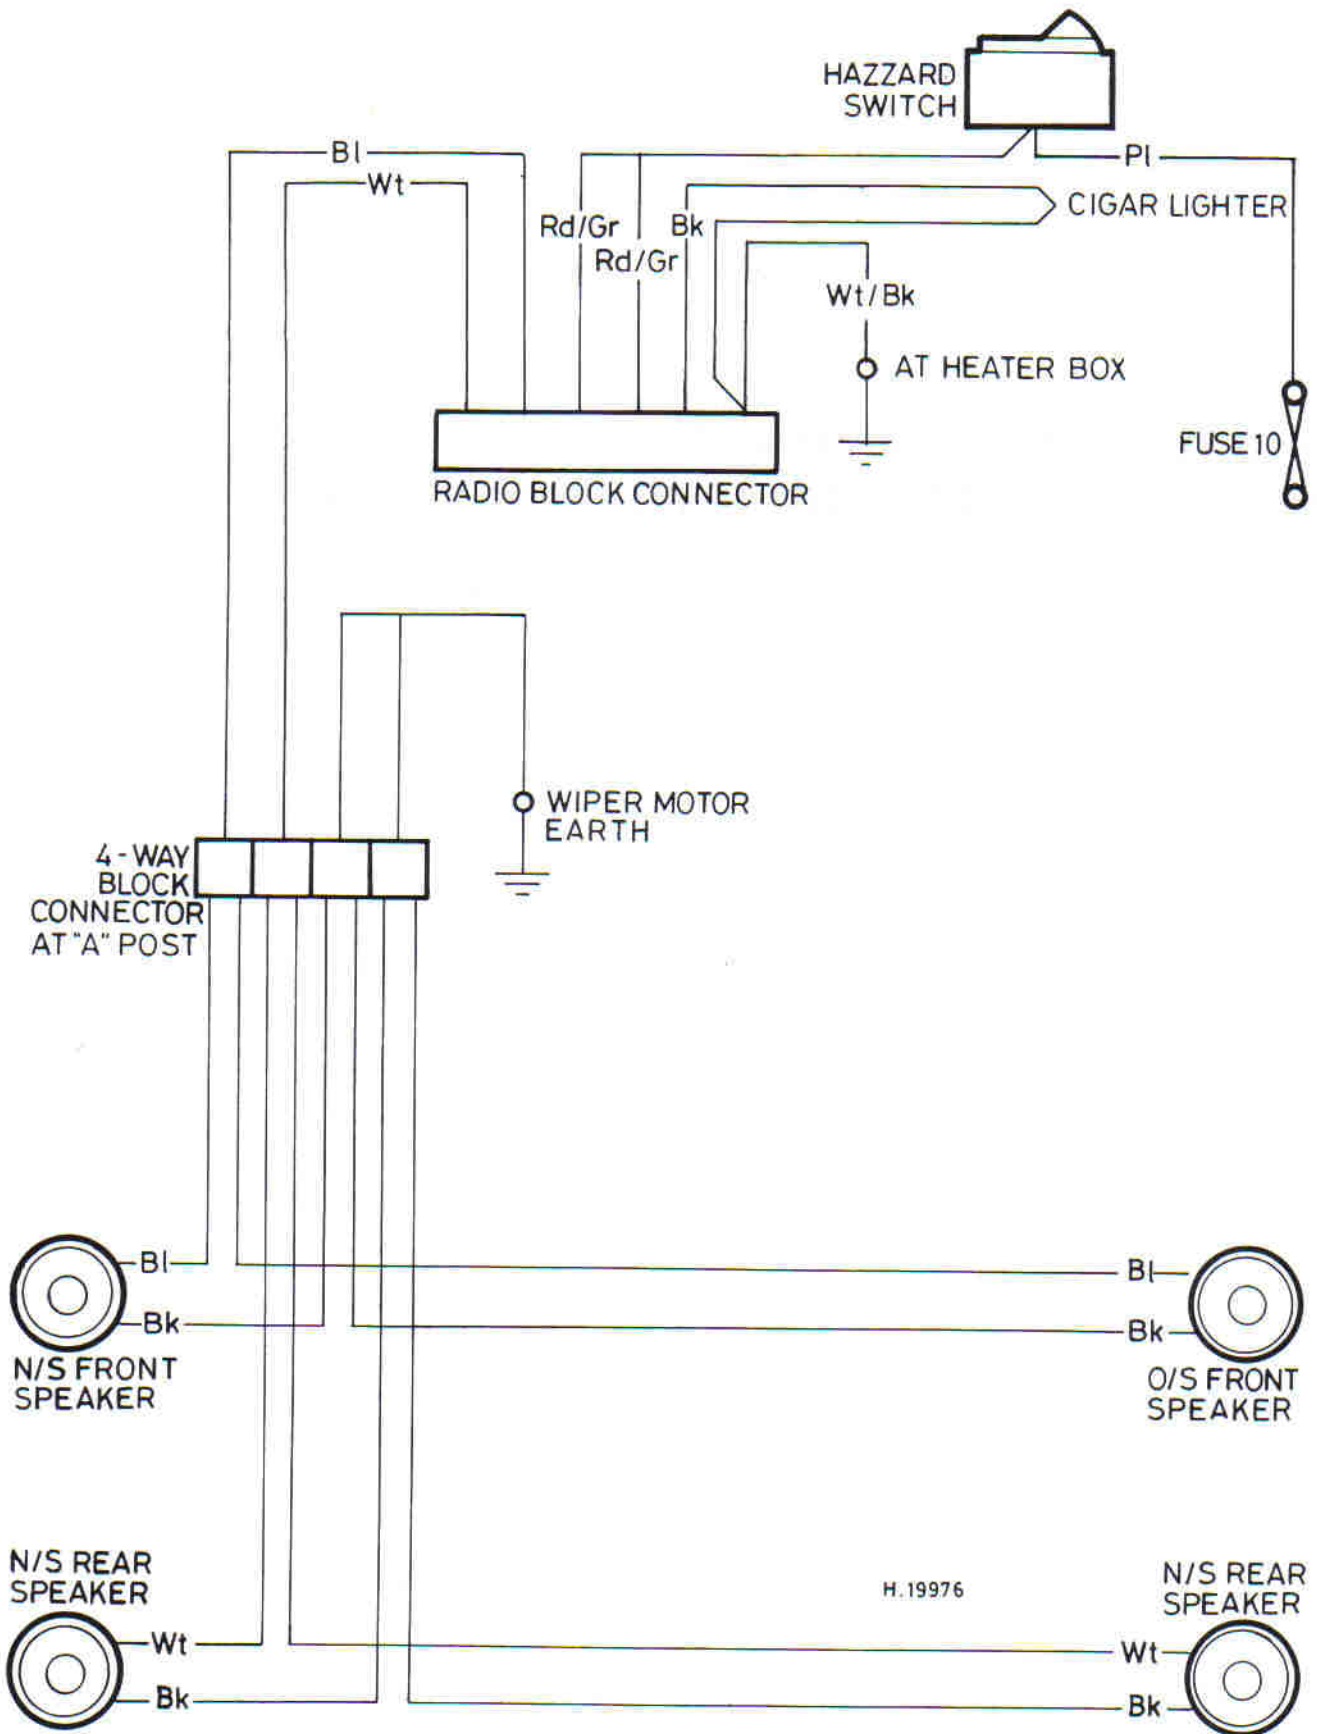 HAZZARD
SWITCH
Bl
Pl
Wt
CIGAR LIGHTER
Rd/Gr
Bk
Rd/Gr
Wt/Bk
AT HEATER BOX
FUSE 10
RADIO BLOCK CONNECTOR
WIPER MOTOR
EARTH
4-WAY
BLOCK
CONNECTOR
AT "A" POST
Bl
Bl
Bk
Bk
N/S FRONT
SPEAKER
O/S FRONT
SPEAKER
N/S REAR
SPEAKER
H.19976
N/S REAR
SPEAKER
Wt
Wt
Bk
Bk